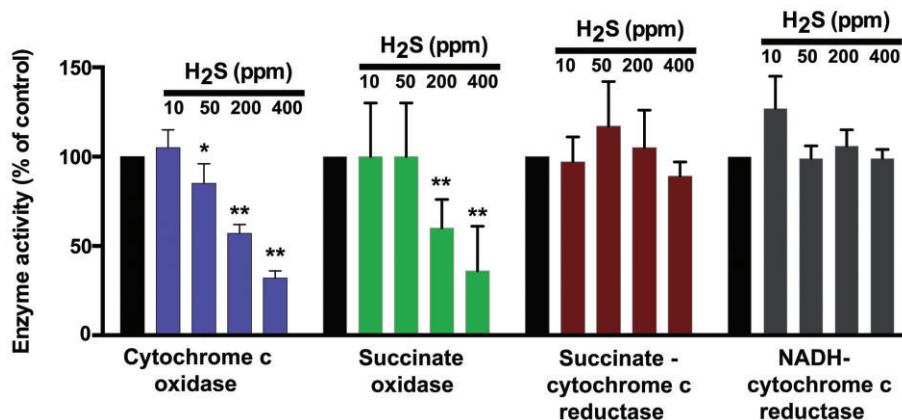 Enzyme activity (% of control)
150
100
50
0
H2S (ppm)
10 50 200 400
*
**
**
Cytochrome c
oxidase
H2S (ppm)
10 50 200 400
**
**
Succinate
oxidase
H2S (ppm)
10 50 200 400
Succinate -
cytochrome c
reductase
H2S (ppm)
10 50 200 400
NADH-
cytochrome c
reductase